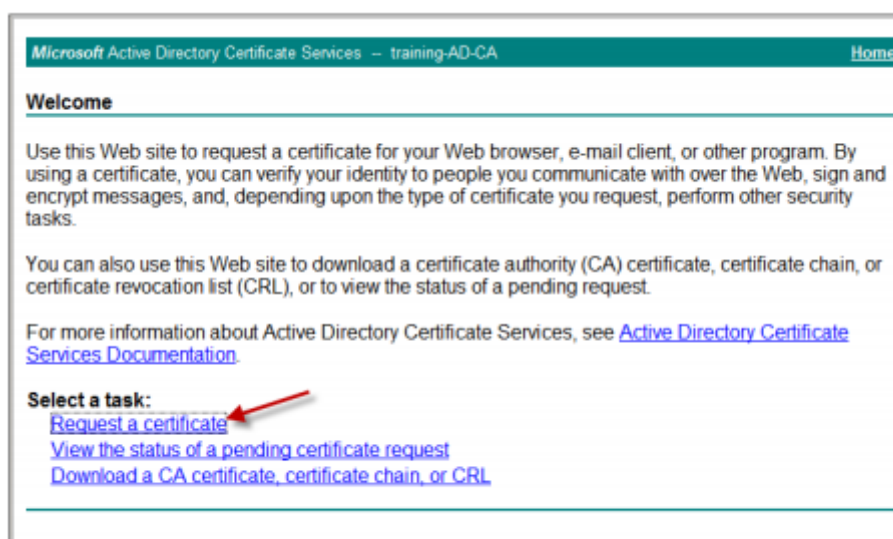 Microsoft Active Directory Certificate Services -- training-AD-CA Home
Welcome
Use this Web site to request a certificate for your Web browser, e-mail client, or other program. By
using a certificate, you can verify your identity to people you communicate with over the Web, sign and
encrypt messages, and, depending upon the type of certificate you request, perform other security
tasks.
You can also use this Web site to download a certificate authority (CA) certificate, certificate chain, or
certificate revocation list (CRL), or to view the status of a pending request.
For more information about Active Directory Certificate Services, see Active Directory Certificate
Services Documentation.
Select a task:
Request a certificate
View the status of a pending certificate request
Download a CA certificate, certificate chain, or CRL